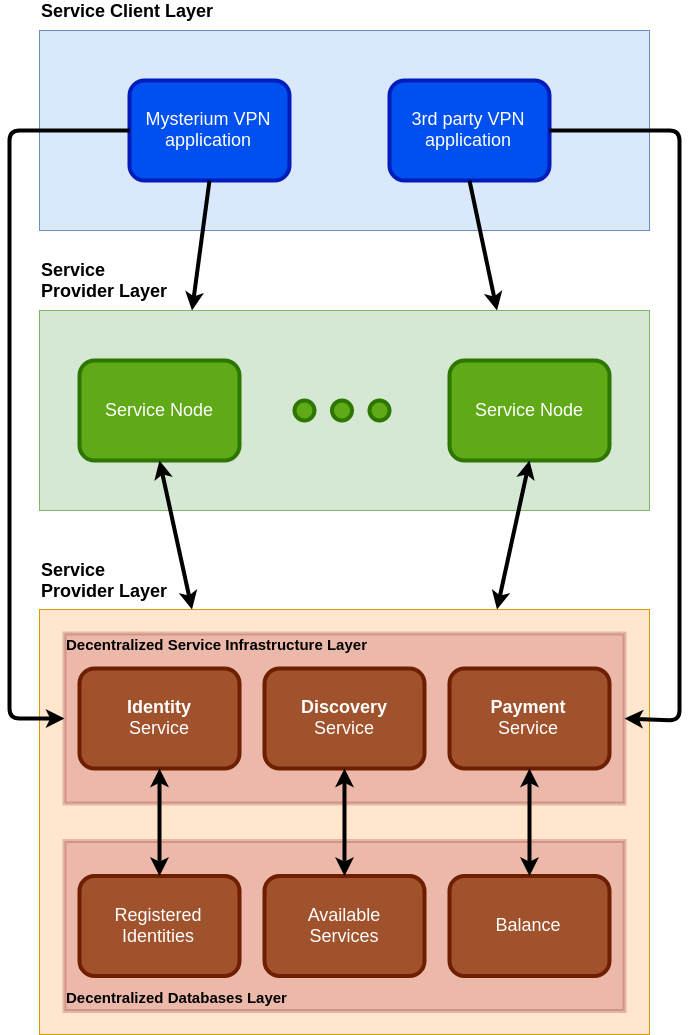 Service Client Layer
Mysterium VPN
application
3rd party VPN
application
Service
Provider Layer
Service Node
Service Node
Service
Provider Layer
Decentralized Service Infrastructure Layer
Identity
Service
Discovery
Service
Payment
Service
Registered
Identities
Available
Services
Balance
Decentralized Databases Layer